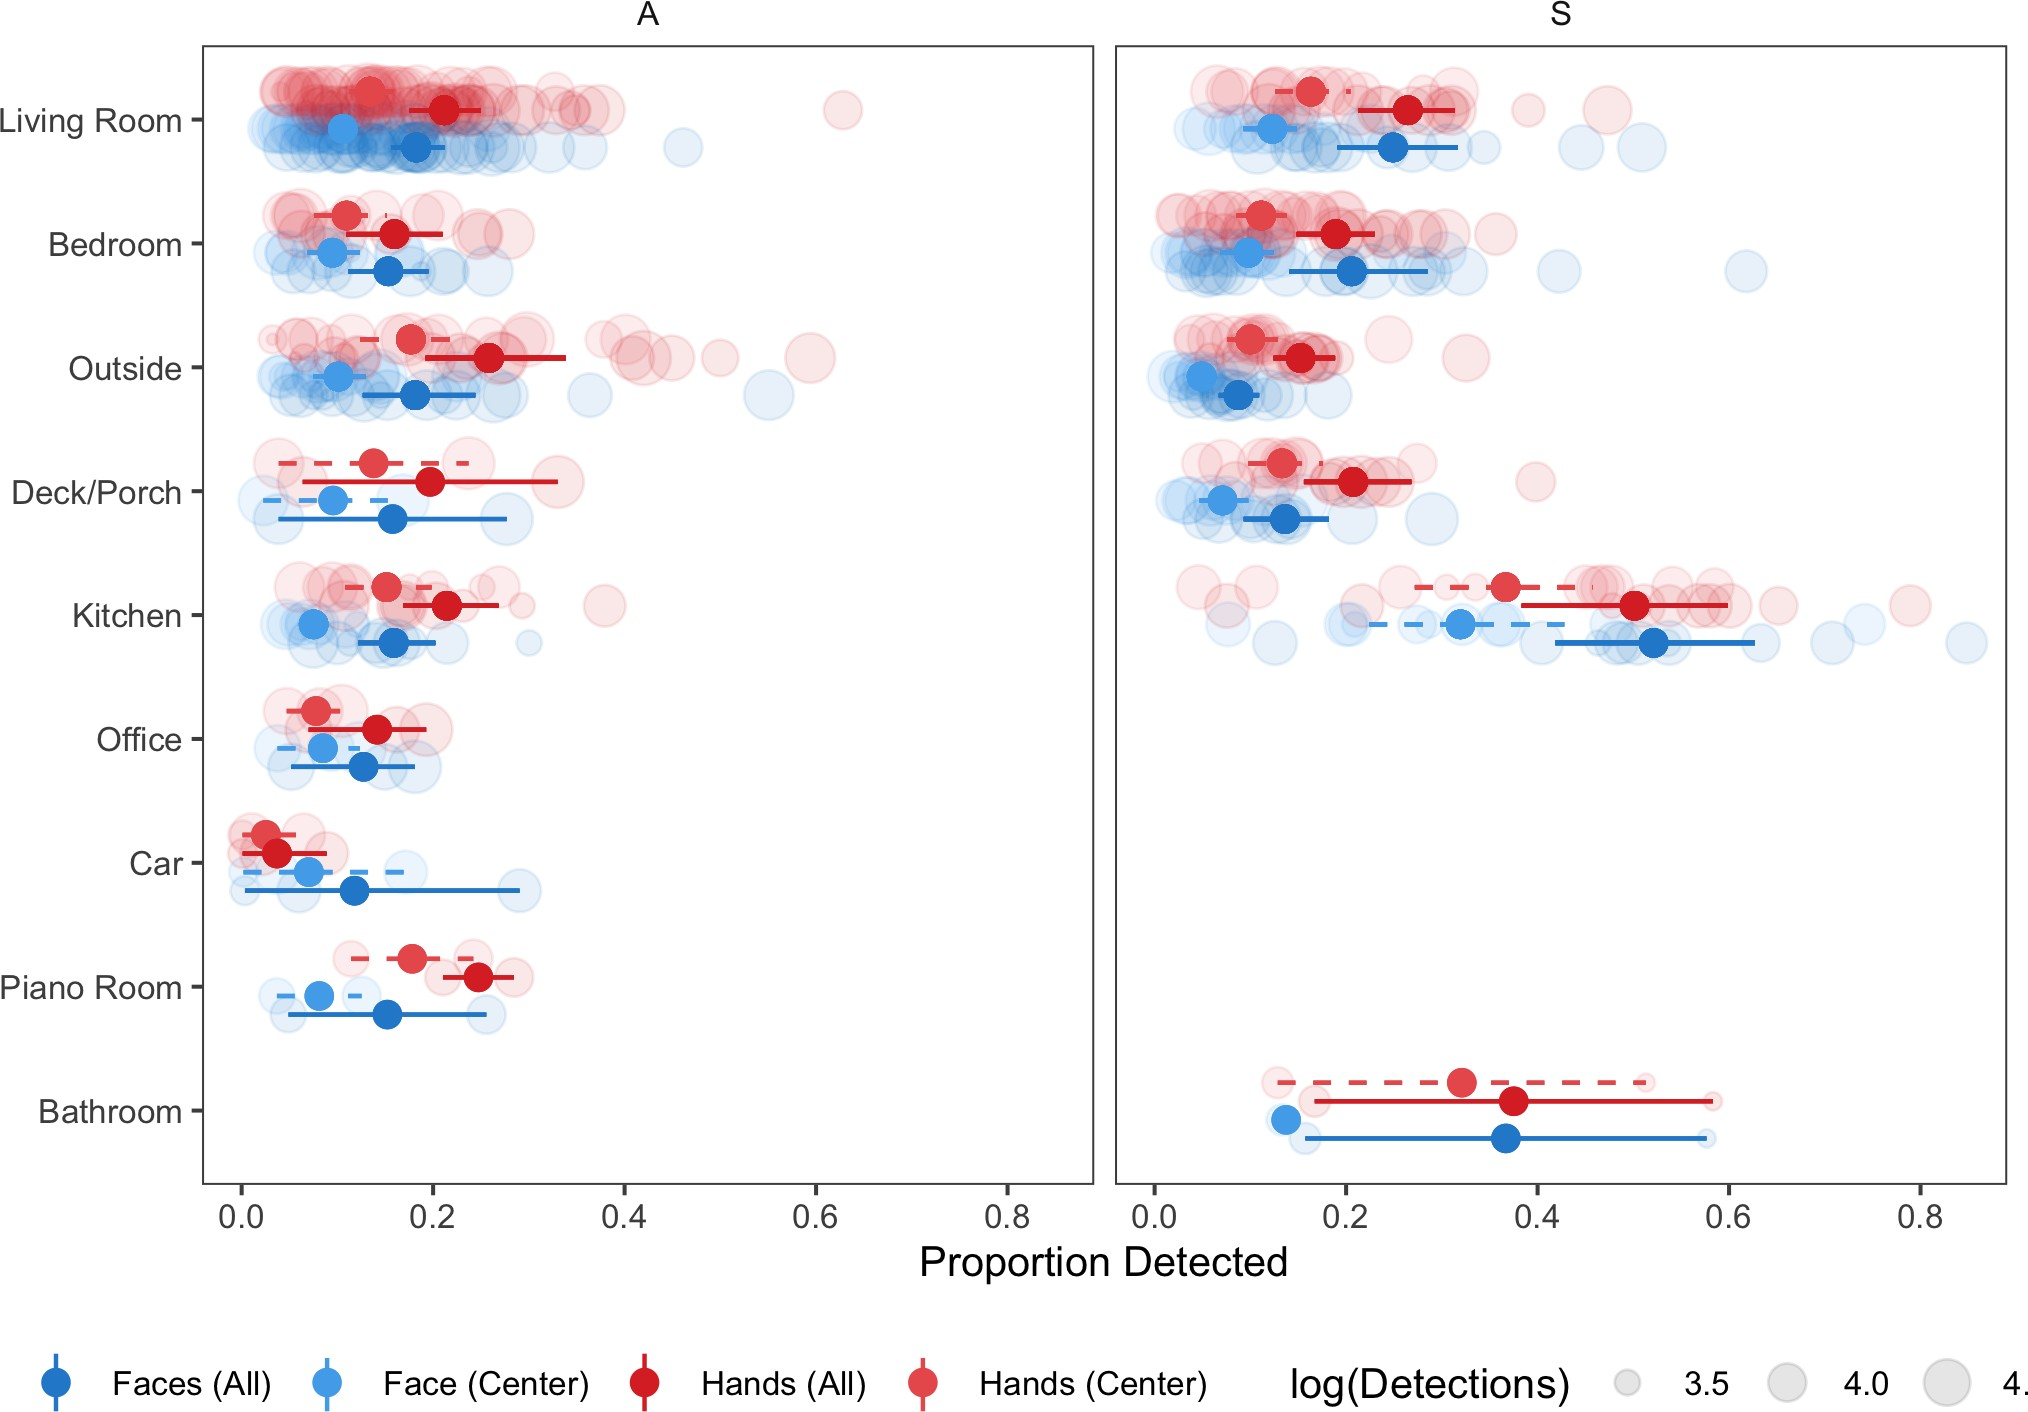 A
S
Living Room
Bedroom
Outside
Deck/Porch
Kitchen
Office
Car
Piano Room
Bathroom
0.0 0.2 0.4 0.6 0.8 0.0 0.2 0.4 0.6 0.8
Proportion Detected
Faces (All) Face (Center) Hands (All) Hands (Center) log(Detections) 3.5 4.0 4.